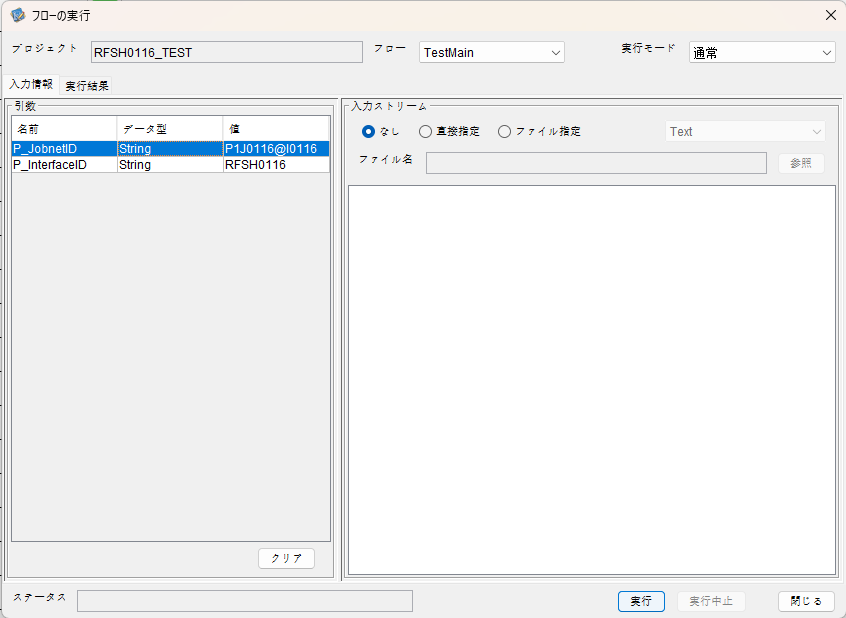 フローの実行
プロジェクト RFSH0116_TEST フロー TestMain 実行モード 通常
入力情報 実行結果
引数
名前 データ型 値
P_JobnetID String P1J0116@I0116
P_InterfaceID String RFSH0116
クリア
入力ストリーム
なし 直接指定 ファイル指定 Text
ファイル名 参照
ステータス 実行 実行中止 閉じる